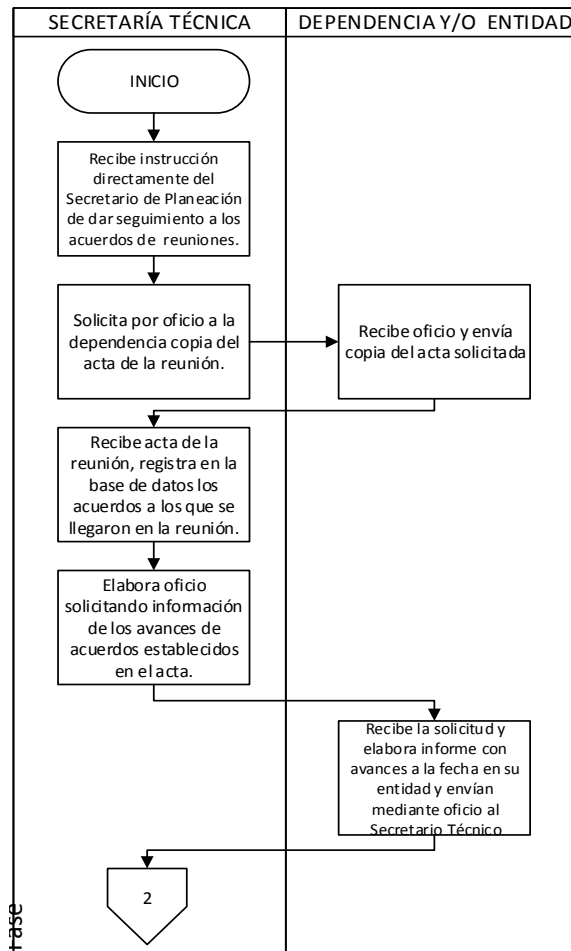 SECRETARÍA TÉCNICA
DEPENDENCIA Y/O ENTIDAD
INICIO
Recibe instrucción
directamente del
Secretario de Planeación
de dar seguimiento a los
acuerdos de reuniones.
Solicita por oficio a la
dependencia copia del
acta de la reunión.
Recibe oficio y envía
copia del acta solicitada
Recibe acta de la
reunión, registra en la
base de datos los
acuerdos a los que se
llegaron en la reunión.
Elabora oficio
solicitando información
de los avances de
acuerdos establecidos
en el acta.
Recibe la solicitud y
elabora informe con
avances a la fecha en su
entidad y envían
mediante oficio al
Secretario Técnico
2
Fase